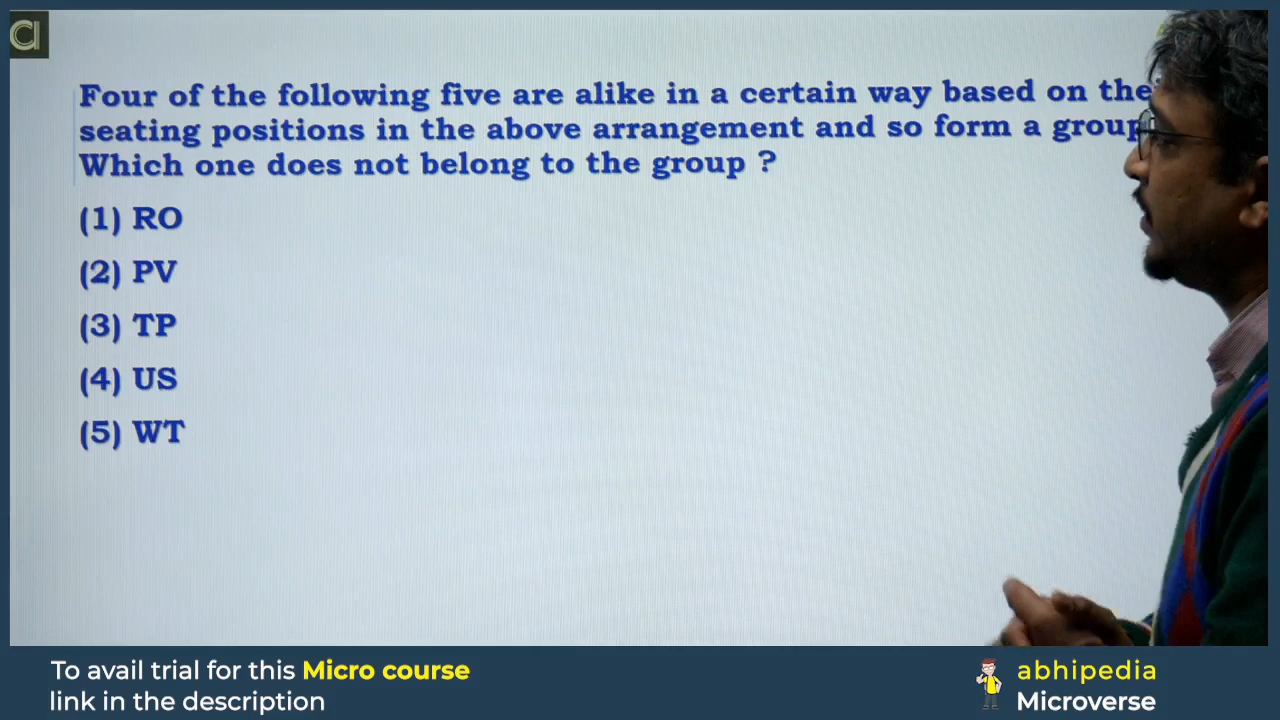 Four of the following five are alike in a certain way based on the
seating positions in the above arrangement and so form a group
Which one does not belong to the group ?
(1) RO
(2) PV
(3) TP
(4) US
(5) WT
To avail trial for this Micro course
link in the description
abhipedia
Microverse